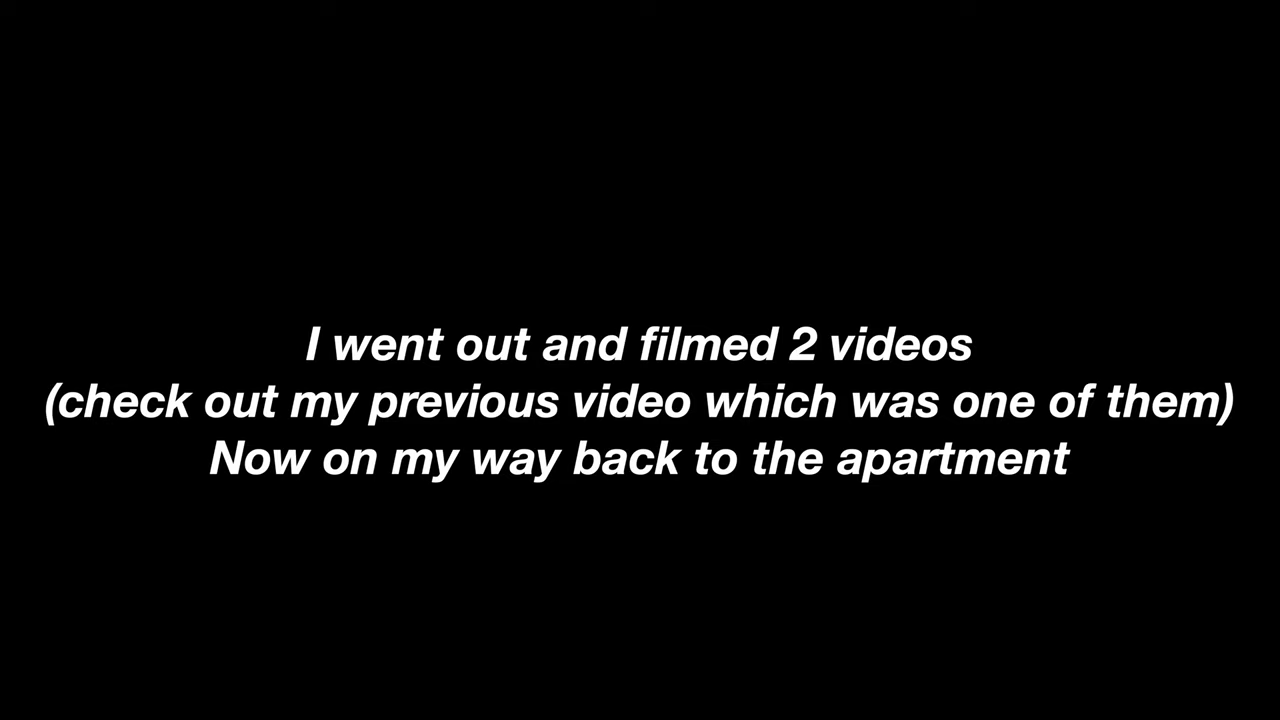 I went out and filmed 2 videos
(check out my previous video which was one of them)
Now on my way back to the apartment